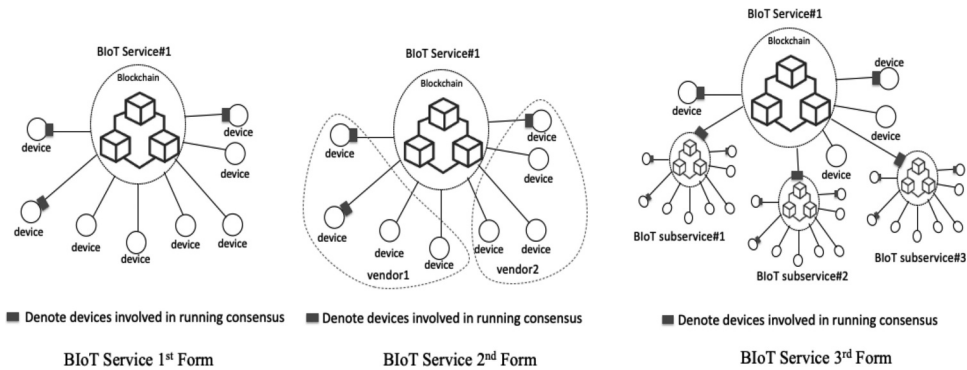 BIoT Service#1
Blockchain
device
device
device
device
device
device
device
device
Denote devices involved in running consensus
BIoT Service 1st Form
BIoT Service#1
Blockchain
device
device
device
device
device
device
device
device
vendor1
vendor2
Denote devices involved in running consensus
BIoT Service 2nd Form
BIoT Service#1
Blockchain
device
device
device
device
BIoT subservice#1
BIoT subservice#2
BIoT subservice#3
Denote devices involved in running consensus
BIoT Service 3rd Form